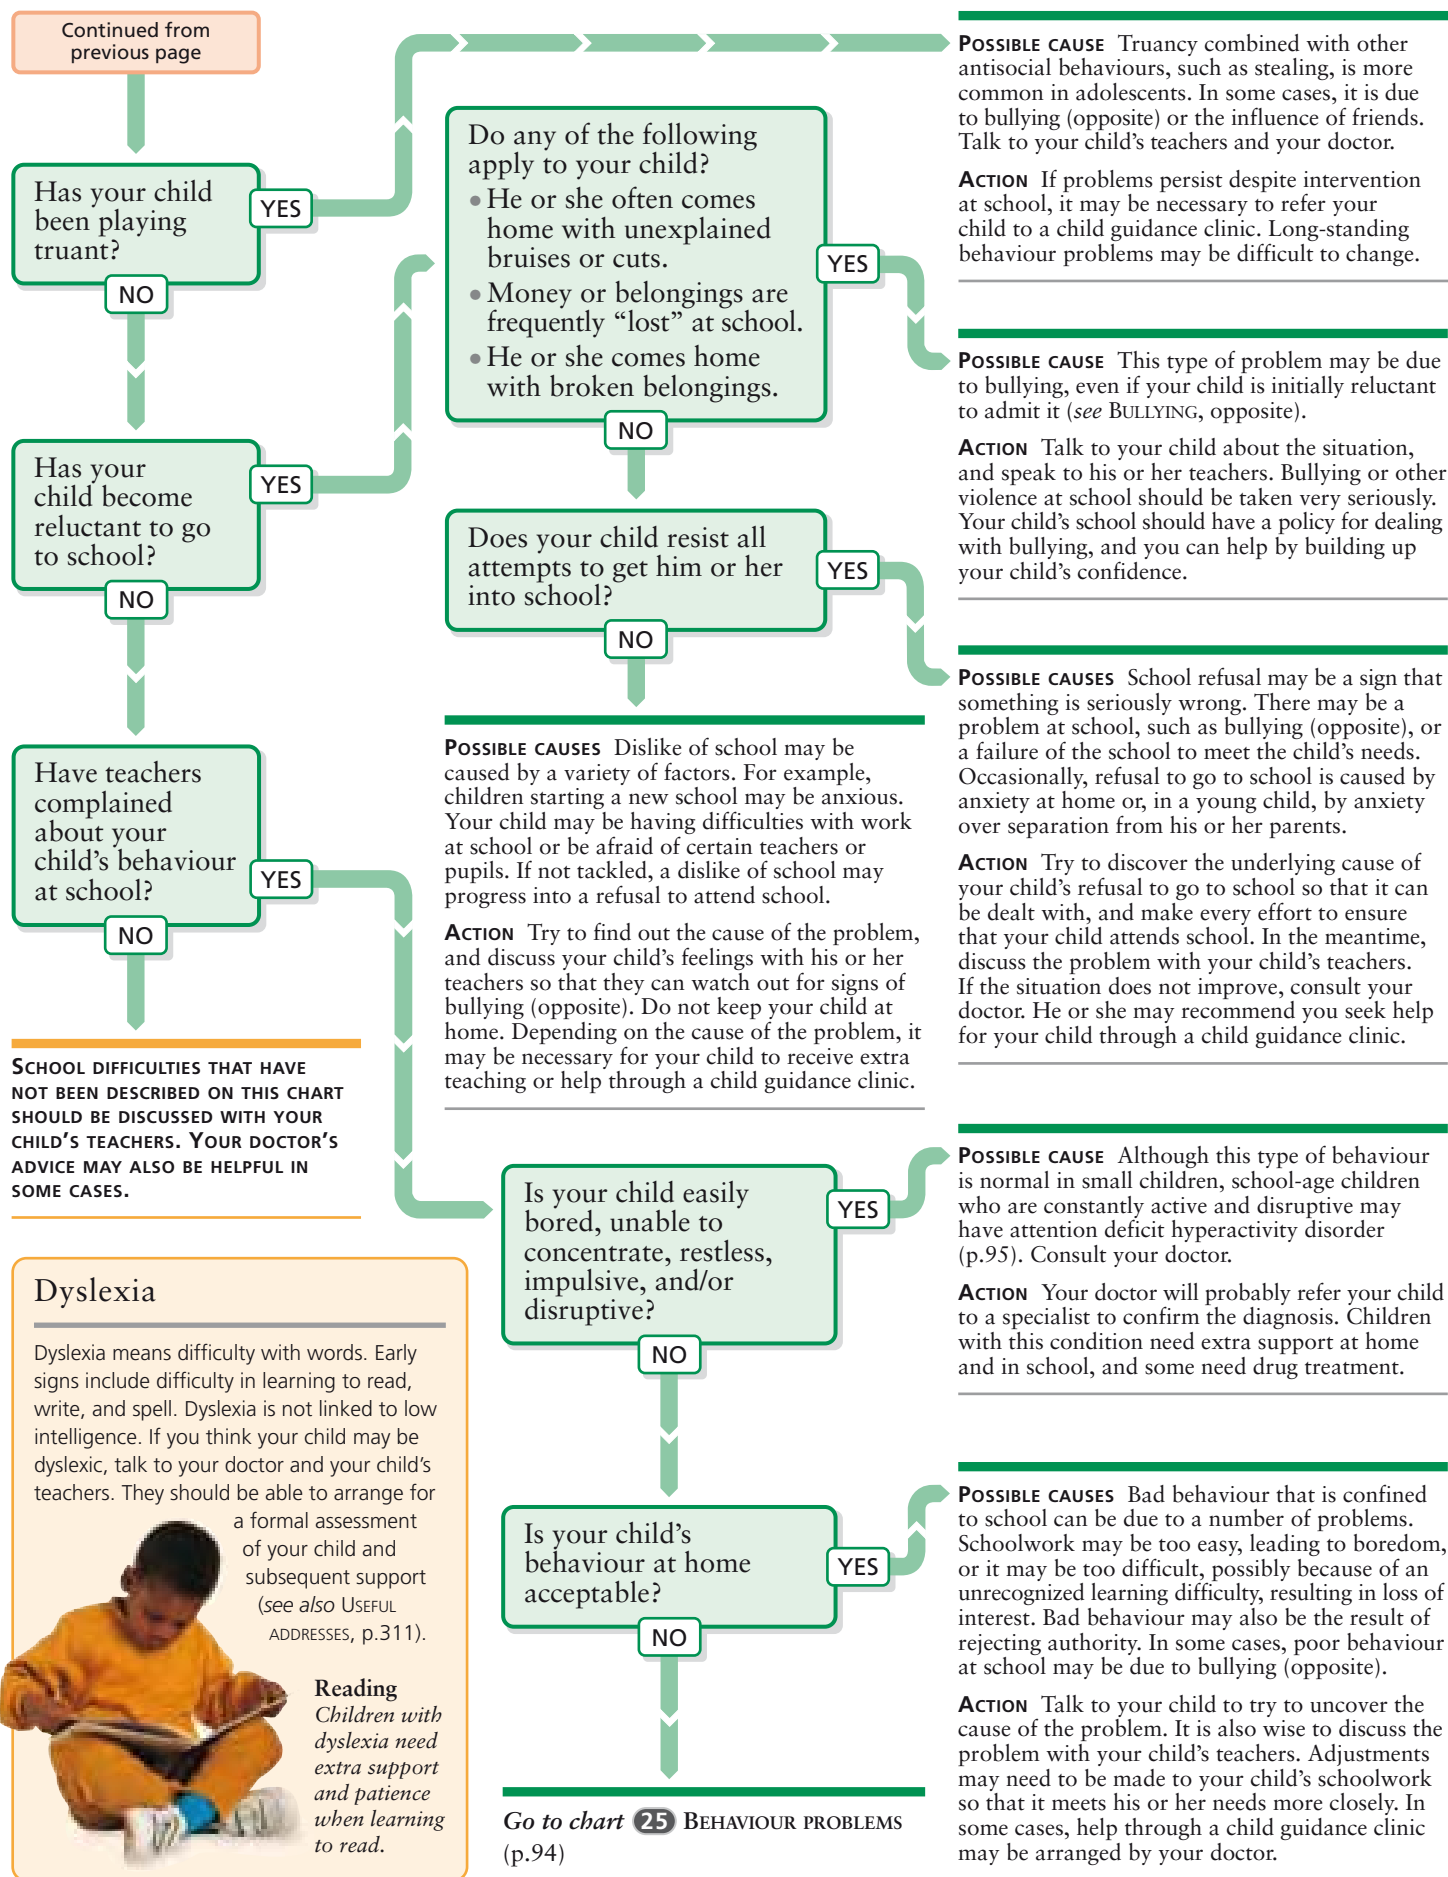 Continued from
previous page
Has your child
been playing
truant?
YES
NO
Has your
child become
reluctant to go
to school?
YES
NO
Have teachers
complained
about your
child's behaviour
at school?
YES
NO
SCHOOL DIFFICULTIES THAT HAVE
NOT BEEN DESCRIBED ON THIS CHART
SHOULD BE DISCUSSED WITH YOUR
CHILD'S TEACHERS. YOUR DOCTOR'S
ADVICE MAY ALSO BE HELPFUL IN
SOME CASES.
Do any of the following
apply to your child?
• He or she often comes
home with unexplained
bruises or cuts.
• Money or belongings are
frequently “lost” at school.
• He or she comes home
with broken belongings.
YES
NO
Does your child resist all
attempts to get him or her
into school?
YES
NO
POSSIBLE CAUSES Dislike of school may be
caused by a variety of factors. For example,
children starting a new school may be anxious.
Your child may be having difficulties with work
at school or be afraid of certain teachers or
pupils. If not tackled, a dislike of school may
progress into a refusal to attend school.
ACTION Try to find out the cause of the problem,
and discuss your child's feelings with his or her
teachers so that they can watch out for signs of
bullying (opposite). Do not keep your child at
home. Depending on the cause of the problem, it
may be necessary for your child to receive extra
teaching or help through a child guidance clinic.
POSSIBLE CAUSE Truancy combined with other
antisocial behaviours, such as stealing, is more
common in adolescents. In some cases, it is due
to bullying (opposite) or the influence of friends.
Talk to your child's teachers and your doctor.
ACTION If problems persist despite intervention
at school, it may be necessary to refer your
child to a child guidance clinic. Long-standing
behaviour problems may be difficult to change.
POSSIBLE CAUSE This type of problem may be due
to bullying, even if your child is initially reluctant
to admit it (see BULLYING, opposite).
ACTION Talk to your child about the situation,
and speak to his or her teachers. Bullying or other
violence at school should be taken very seriously.
Your child's school should have a policy for dealing
with bullying, and you can help by building up
your child's confidence.
POSSIBLE CAUSES School refusal may be a sign that
something is seriously wrong. There may be a
problem at school, such as bullying (opposite), or
a failure of the school to meet the child's needs.
Occasionally, refusal to go to school is caused by
anxiety at home or, in a young child, by anxiety
over separation from his or her parents.
ACTION Try to discover the underlying cause of
your child's refusal to go to school so that it can
be dealt with, and make every effort to ensure
that your child attends school. In the meantime,
discuss the problem with your child's teachers.
If the situation does not improve, consult your
doctor. He or she may recommend you seek help
for your child through a child guidance clinic.
Is your child easily
bored, unable to
concentrate, restless,
impulsive, and/or
disruptive?
YES
NO
POSSIBLE CAUSE Although this type of behaviour
is normal in small children, school-age children
who are constantly active and disruptive may
have attention deficit hyperactivity disorder
(p.95). Consult your doctor.
ACTION Your doctor will probably refer your child
to a specialist to confirm the diagnosis. Children
with this condition need extra support at home
and in school, and some need drug treatment.
Is your child's
behaviour at home
acceptable?
YES
NO
POSSIBLE CAUSES Bad behaviour that is confined
to school can be due to a number of problems.
Schoolwork may be too easy, leading to boredom,
or it may be too difficult, possibly because of an
unrecognized learning difficulty, resulting in loss of
interest. Bad behaviour may also be the result of
rejecting authority. In some cases, poor behaviour
at school may be due to bullying (opposite).
ACTION Talk to your child to try to uncover the
cause of the problem. It is also wise to discuss the
problem with your child's teachers. Adjustments
may need to be made to your child's schoolwork
so that it meets his or her needs more closely. In
some cases, help through a child guidance clinic
may be arranged by your doctor.
Go to chart 25 BEHAVIOUR PROBLEMS
(p.94)
Dyslexia
Dyslexia means difficulty with words. Early
signs include difficulty in learning to read,
write, and spell. Dyslexia is not linked to low
intelligence. If you think your child may be
dyslexic, talk to your doctor and your child's
teachers. They should be able to arrange for
a formal assessment
of your child and
subsequent support
(see also USEFUL
ADDRESSES, p.311).
Reading
Children with
dyslexia need
extra support
and patience
when learning
to read.